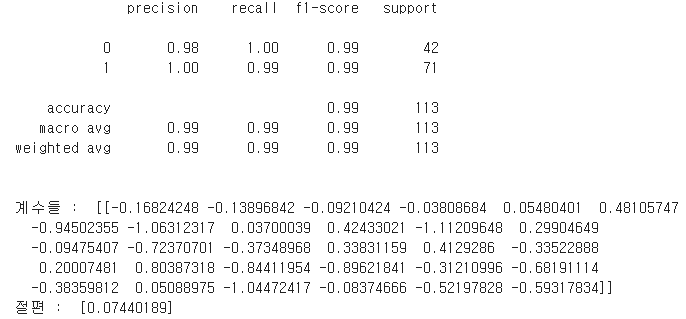 precision recall f1-score support
0 0.98 1.00 0.99 42
1 1.00 0.99 0.99 71
accuracy 0.99 113
macro avg 0.99 0.99 0.99 113
weighted avg 0.99 0.99 0.99 113
계수들 : [[-0.16824248 -0.13896842 -0.09210424 -0.03808684 0.05480401 0.48105747
-0.94502355 -1.06312317 0.03700039 0.42433021 -1.11209648 0.29904649
-0.09475407 -0.72370701 -0.37348968 0.33831159 0.4129286 -0.33522888
0.20007481 0.80387318 -0.84411954 -0.89621841 -0.31210996 -0.68191114
-0.38359812 0.05088975 -1.04472417 -0.08374666 -0.52197828 -0.59317834]]
절편 : [0.07440189]